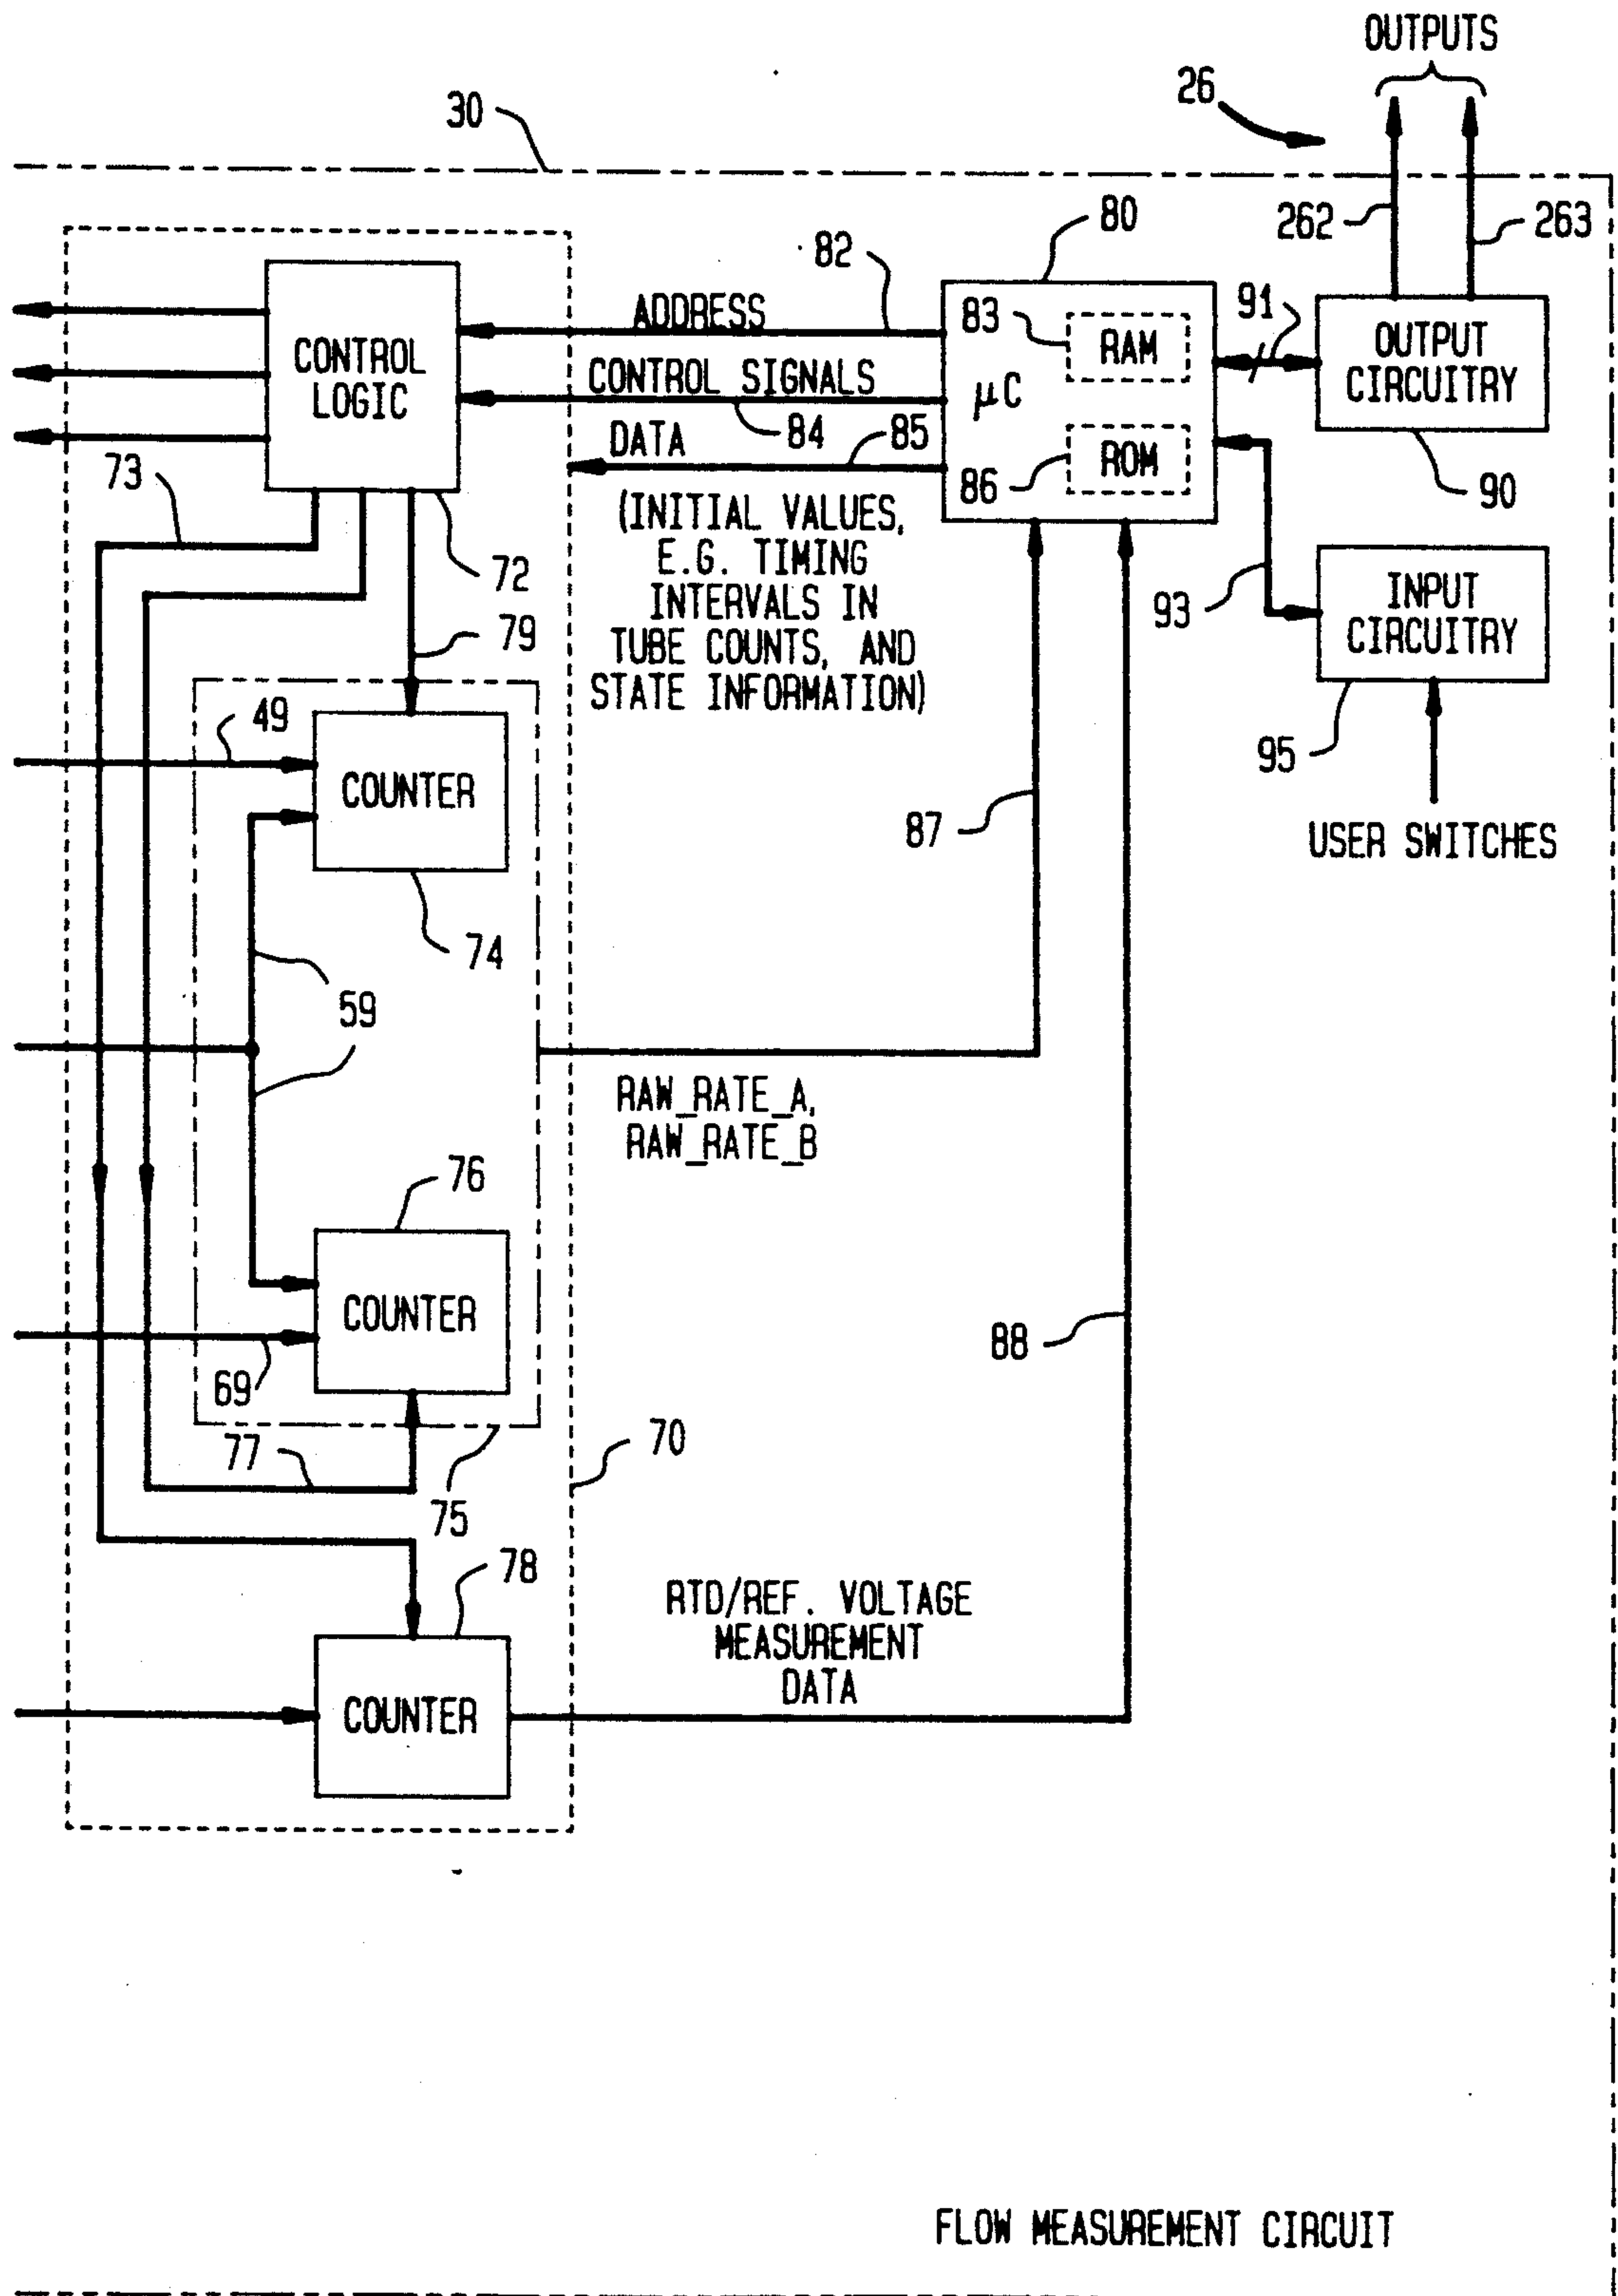 OUTPUTS
26
30
262
263
80
82
ADDRESS
83
RAM
91
OUTPUT
CIRCUITRY
CONTROL
LOGIC
CONTROL SIGNALS
μC
84
DATA
85
86
ROM
90
73
(INITIAL VALUES,
E.G. TIMING
INTERVALS IN
TUBE COUNTS, AND
STATE INFORMATION)
72
93
INPUT
CIRCUITRY
79
49
95
COUNTER
87
USER SWITCHES
74
59
RAW_RATE_A,
RAW_RATE_B
76
COUNTER
88
69
70
77
75
78
RTD/REF. VOLTAGE
MEASUREMENT
DATA
COUNTER
FLOW MEASUREMENT CIRCUIT